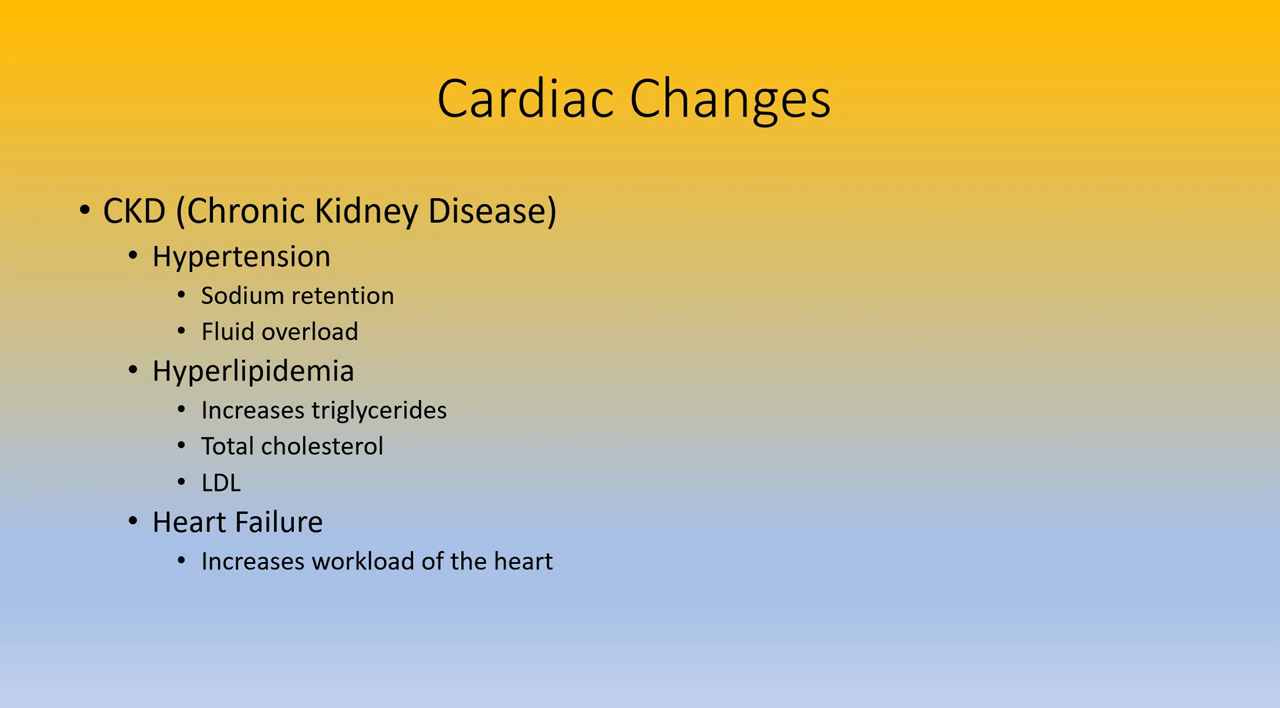 Cardiac Changes
• CKD (Chronic Kidney Disease)
• Hypertension
• Sodium retention
• Fluid overload
• Hyperlipidemia
• Increases triglycerides
• Total cholesterol
• LDL
• Heart Failure
• Increases workload of the heart